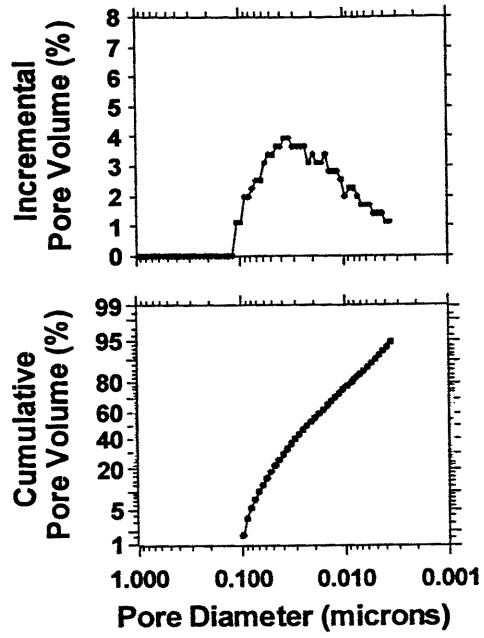 Incremental
Pore Volume (%)
8
7
6
5
4
3
2
1
0
Cumulative
Pore Volume (%)
99
95
80
60
40
20
5
1
1.000 0.100 0.010 0.001
Pore Diameter (microns)